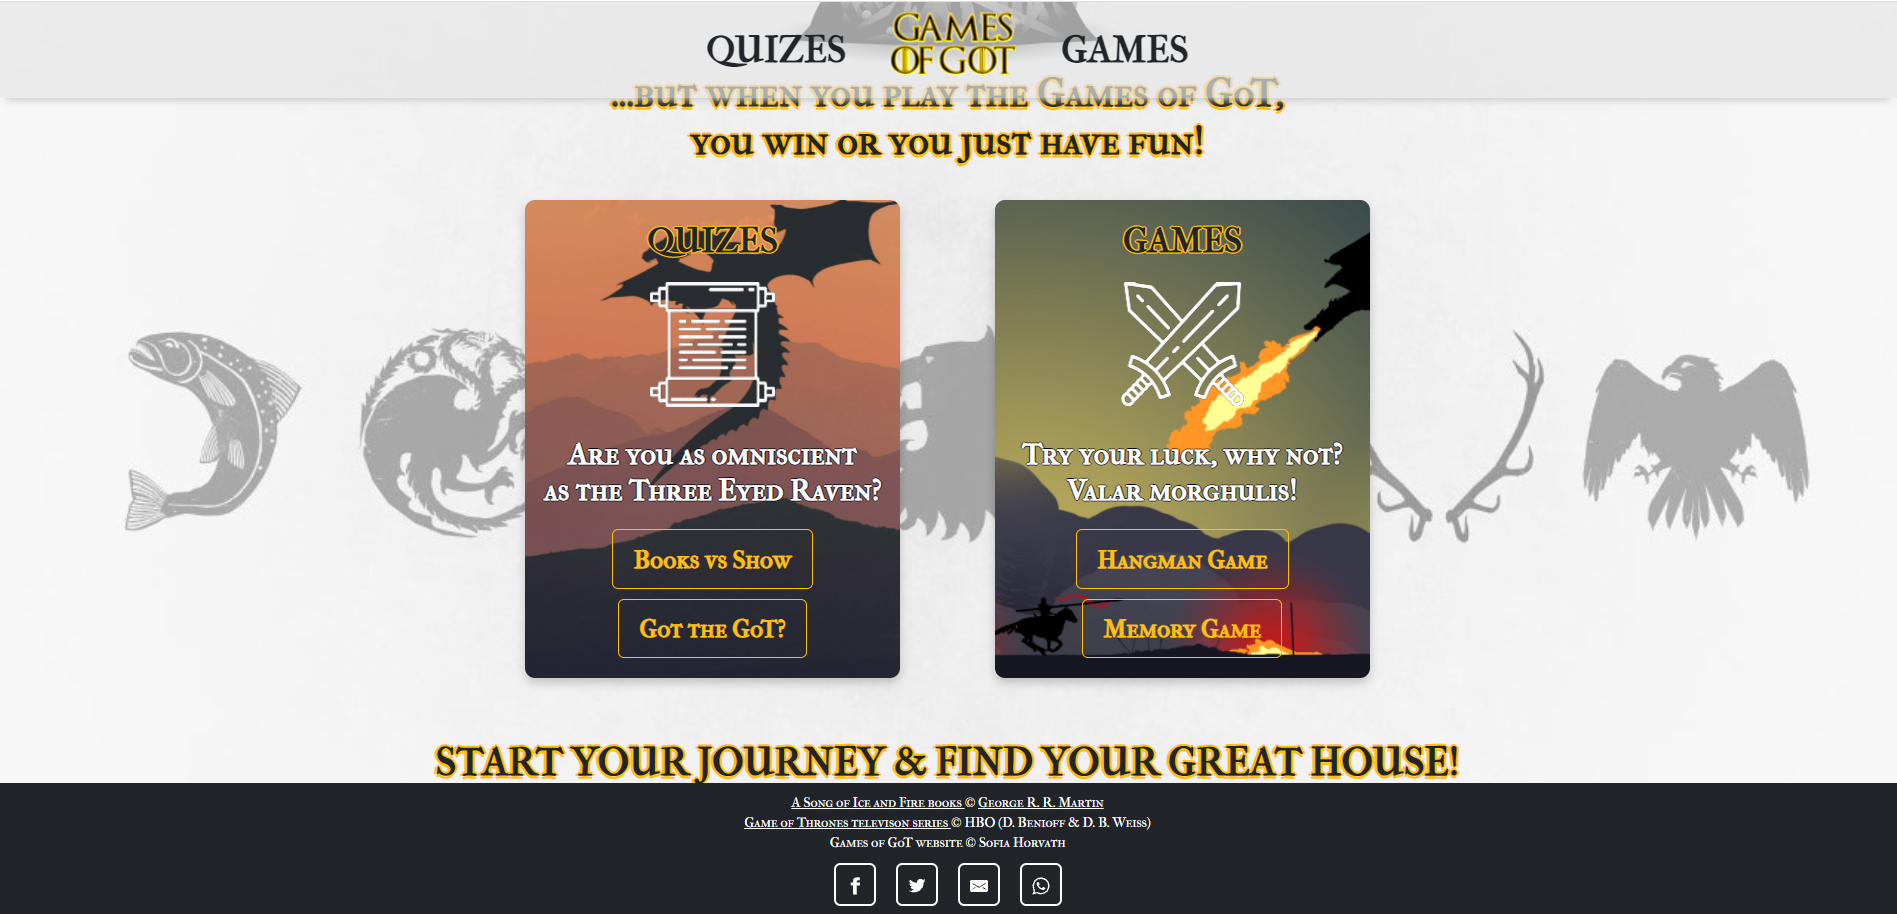 QUIZES
GAMES
OF GOT
GAMES
...but when you play the Games of GoT,
you win or you just have fun!
QUIZES
Are you as omniscient
as the Three Eyed Raven?
Books vs Show
Got the GoT?
GAMES
Try your luck, why not?
Valar morghulis!
Hangman Game
Memory Game
START YOUR JOURNEY & FIND YOUR GREAT HOUSE!
A Song of Ice and Fire books © George R. R. Martin
Game of Thrones televison series © HBO (D. Benioff & D. B. Weiss)
Games of GoT website © Sofia Horvath